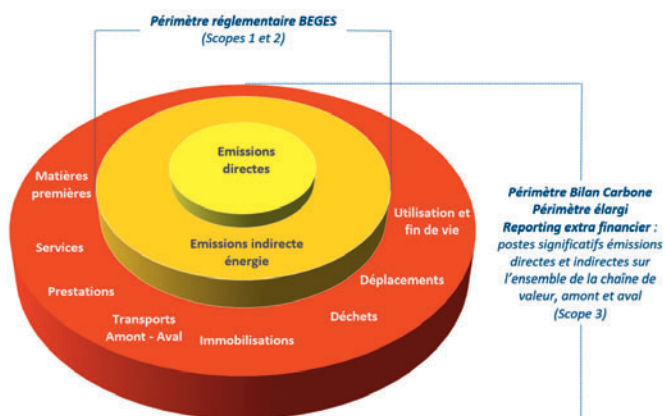 Périmètre réglementaire BEGES
(Scopes 1 et 2)
Emissions
directes
Matières
premières
Utilisation et
fin de vie
Emissions indirecte
énergie
Services
Déplacements
Prestations
Transports
Amont - Aval
Déchets
Immobilisations
Périmètre Bilan Carbone
Périmètre élargi
Reporting extra financier :
postes significatifs émissions
directes et indirectes sur
l'ensemble de la chaîne de
valeur, amont et aval
(Scope 3)